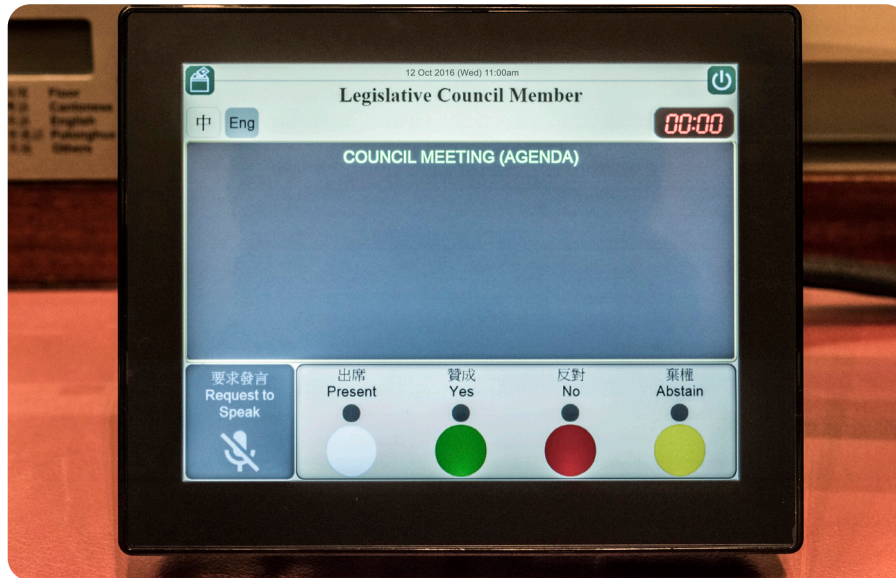 Floor
Cantonese
English
Putonghua
Others
12 Oct 2016 (Wed) 11:00am
Legislative Council Member
中 Eng
00:00
COUNCIL MEETING (AGENDA)
要求發言
Request to
Speak
出席
Present
贊成
Yes
反對
No
棄權
Abstain